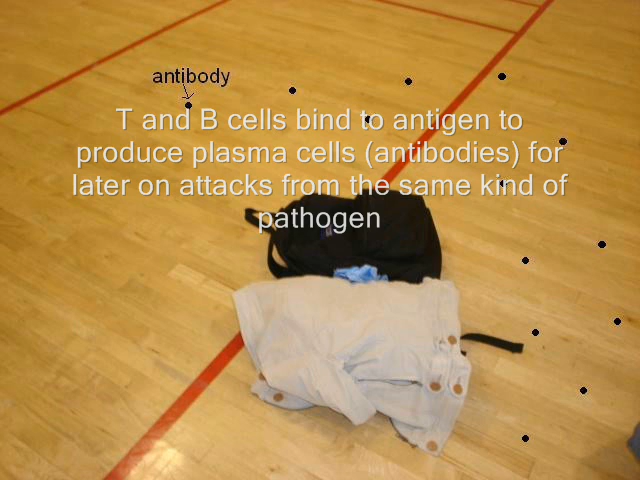 antibody
T and B cells bind to antigen to
produce plasma cells (antibodies) for
later on attacks from the same kind of
pathogen